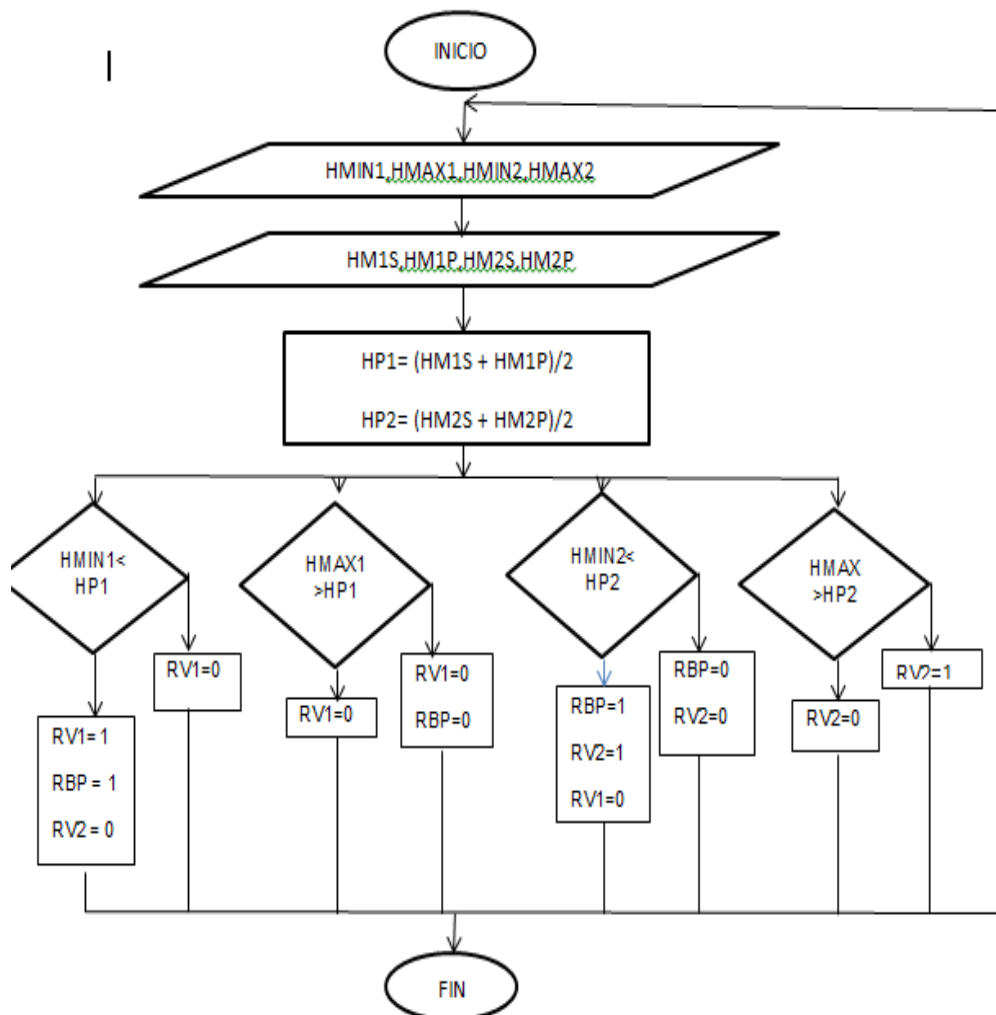 INICIO
HMIN1,HMAX1,HMIN2,HMAX2
HM1S,HM1P,HM2S,HM2P
HP1= (HM1S + HM1P)/2
HP2= (HM2S + HM2P)/2
HMIN1<
HP1
RV1=0
RV1= 1
RBP = 1
RV2 = 0
HMAX1
>HP1
RV1=0
RV1=0
RBP=0
HMIN2<
HP2
RBP=1
RV2=1
RV1=0
RBP=0
RV2=0
HMAX
>HP2
RV2=0
RV2=1
FIN